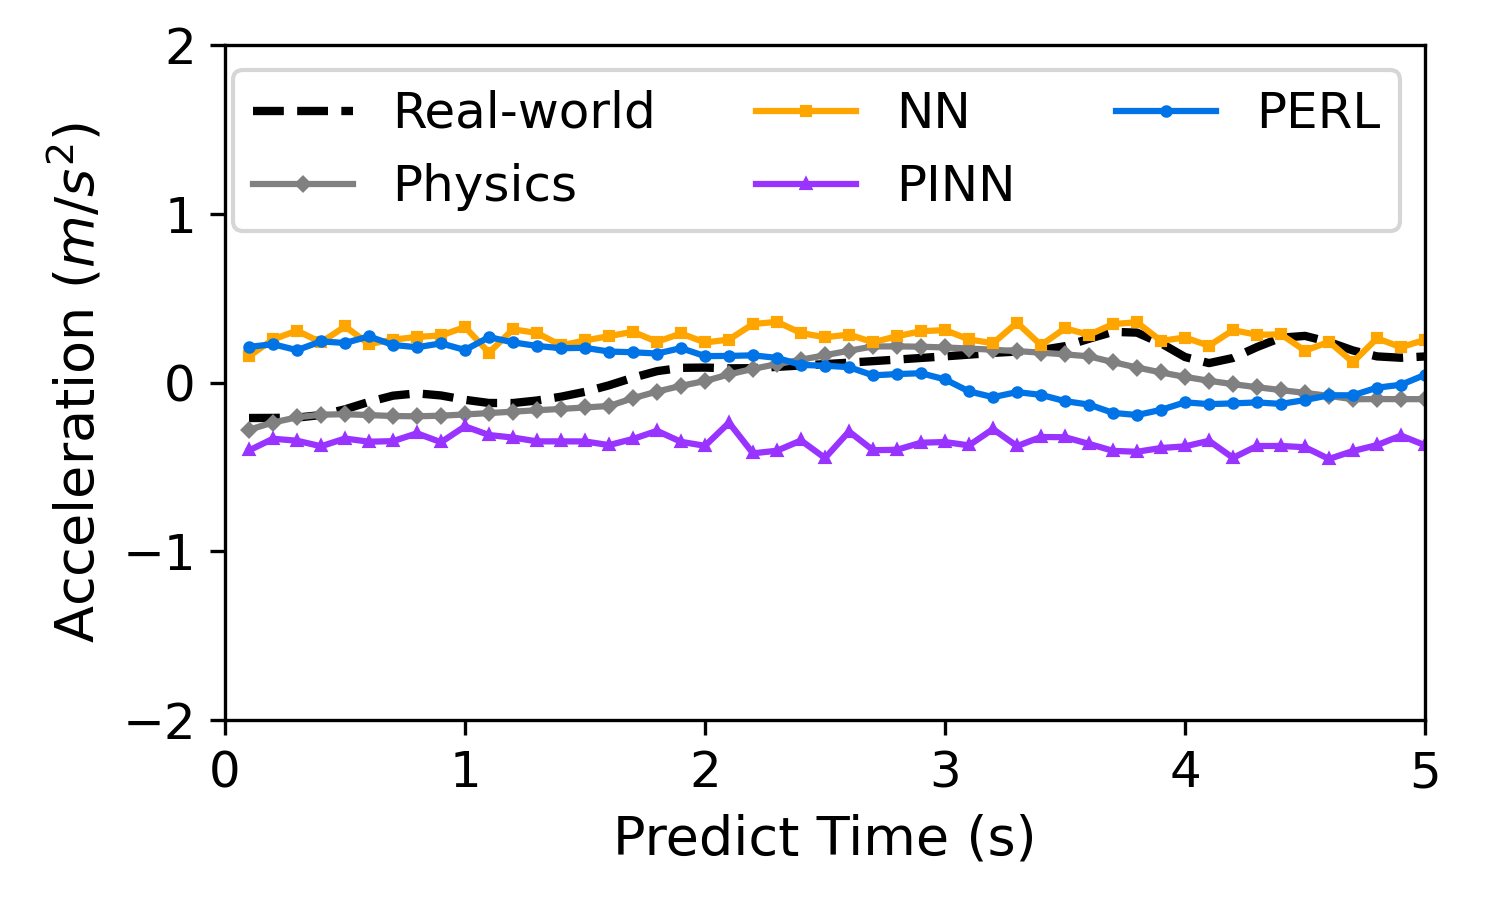 Real-world
NN
PERL
Physics
PINN
Acceleration (m/s²)
2
1
0
−1
−2
0 1 2 3 4 5
Predict Time (s)